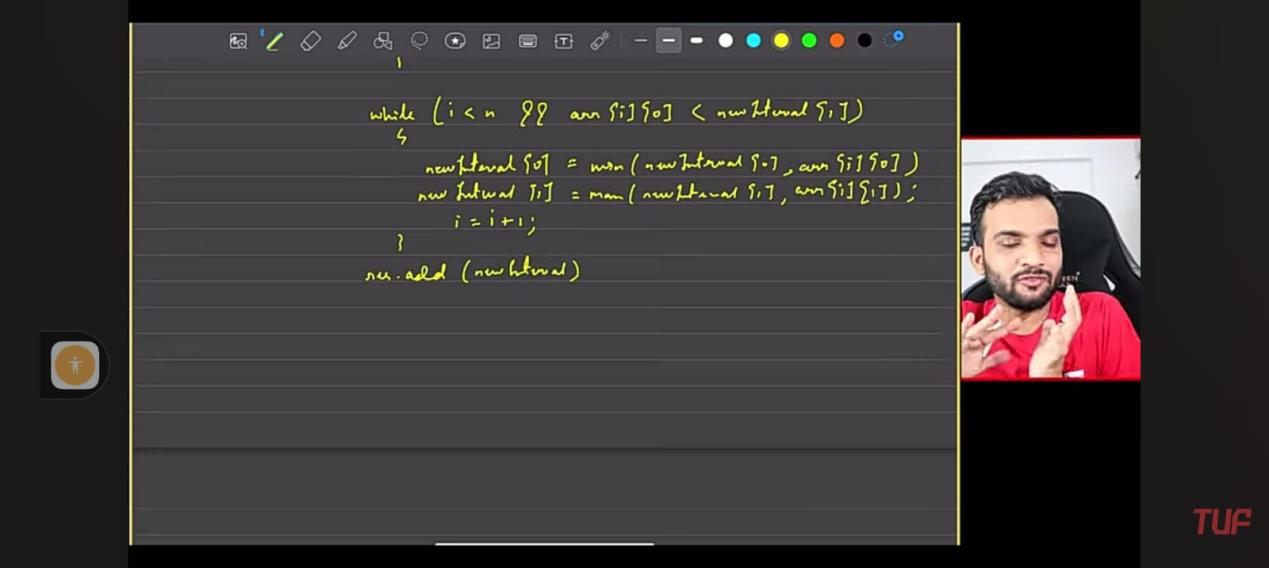 while (i < n && arr[i][0] < newInterval[1])
{
newInterval[0] = min(newInterval[0], arr[i][0])
newInterval[1] = max(newInterval[1], arr[i][1]);
i = i+1;
}
res.add (newInterval)
TUF